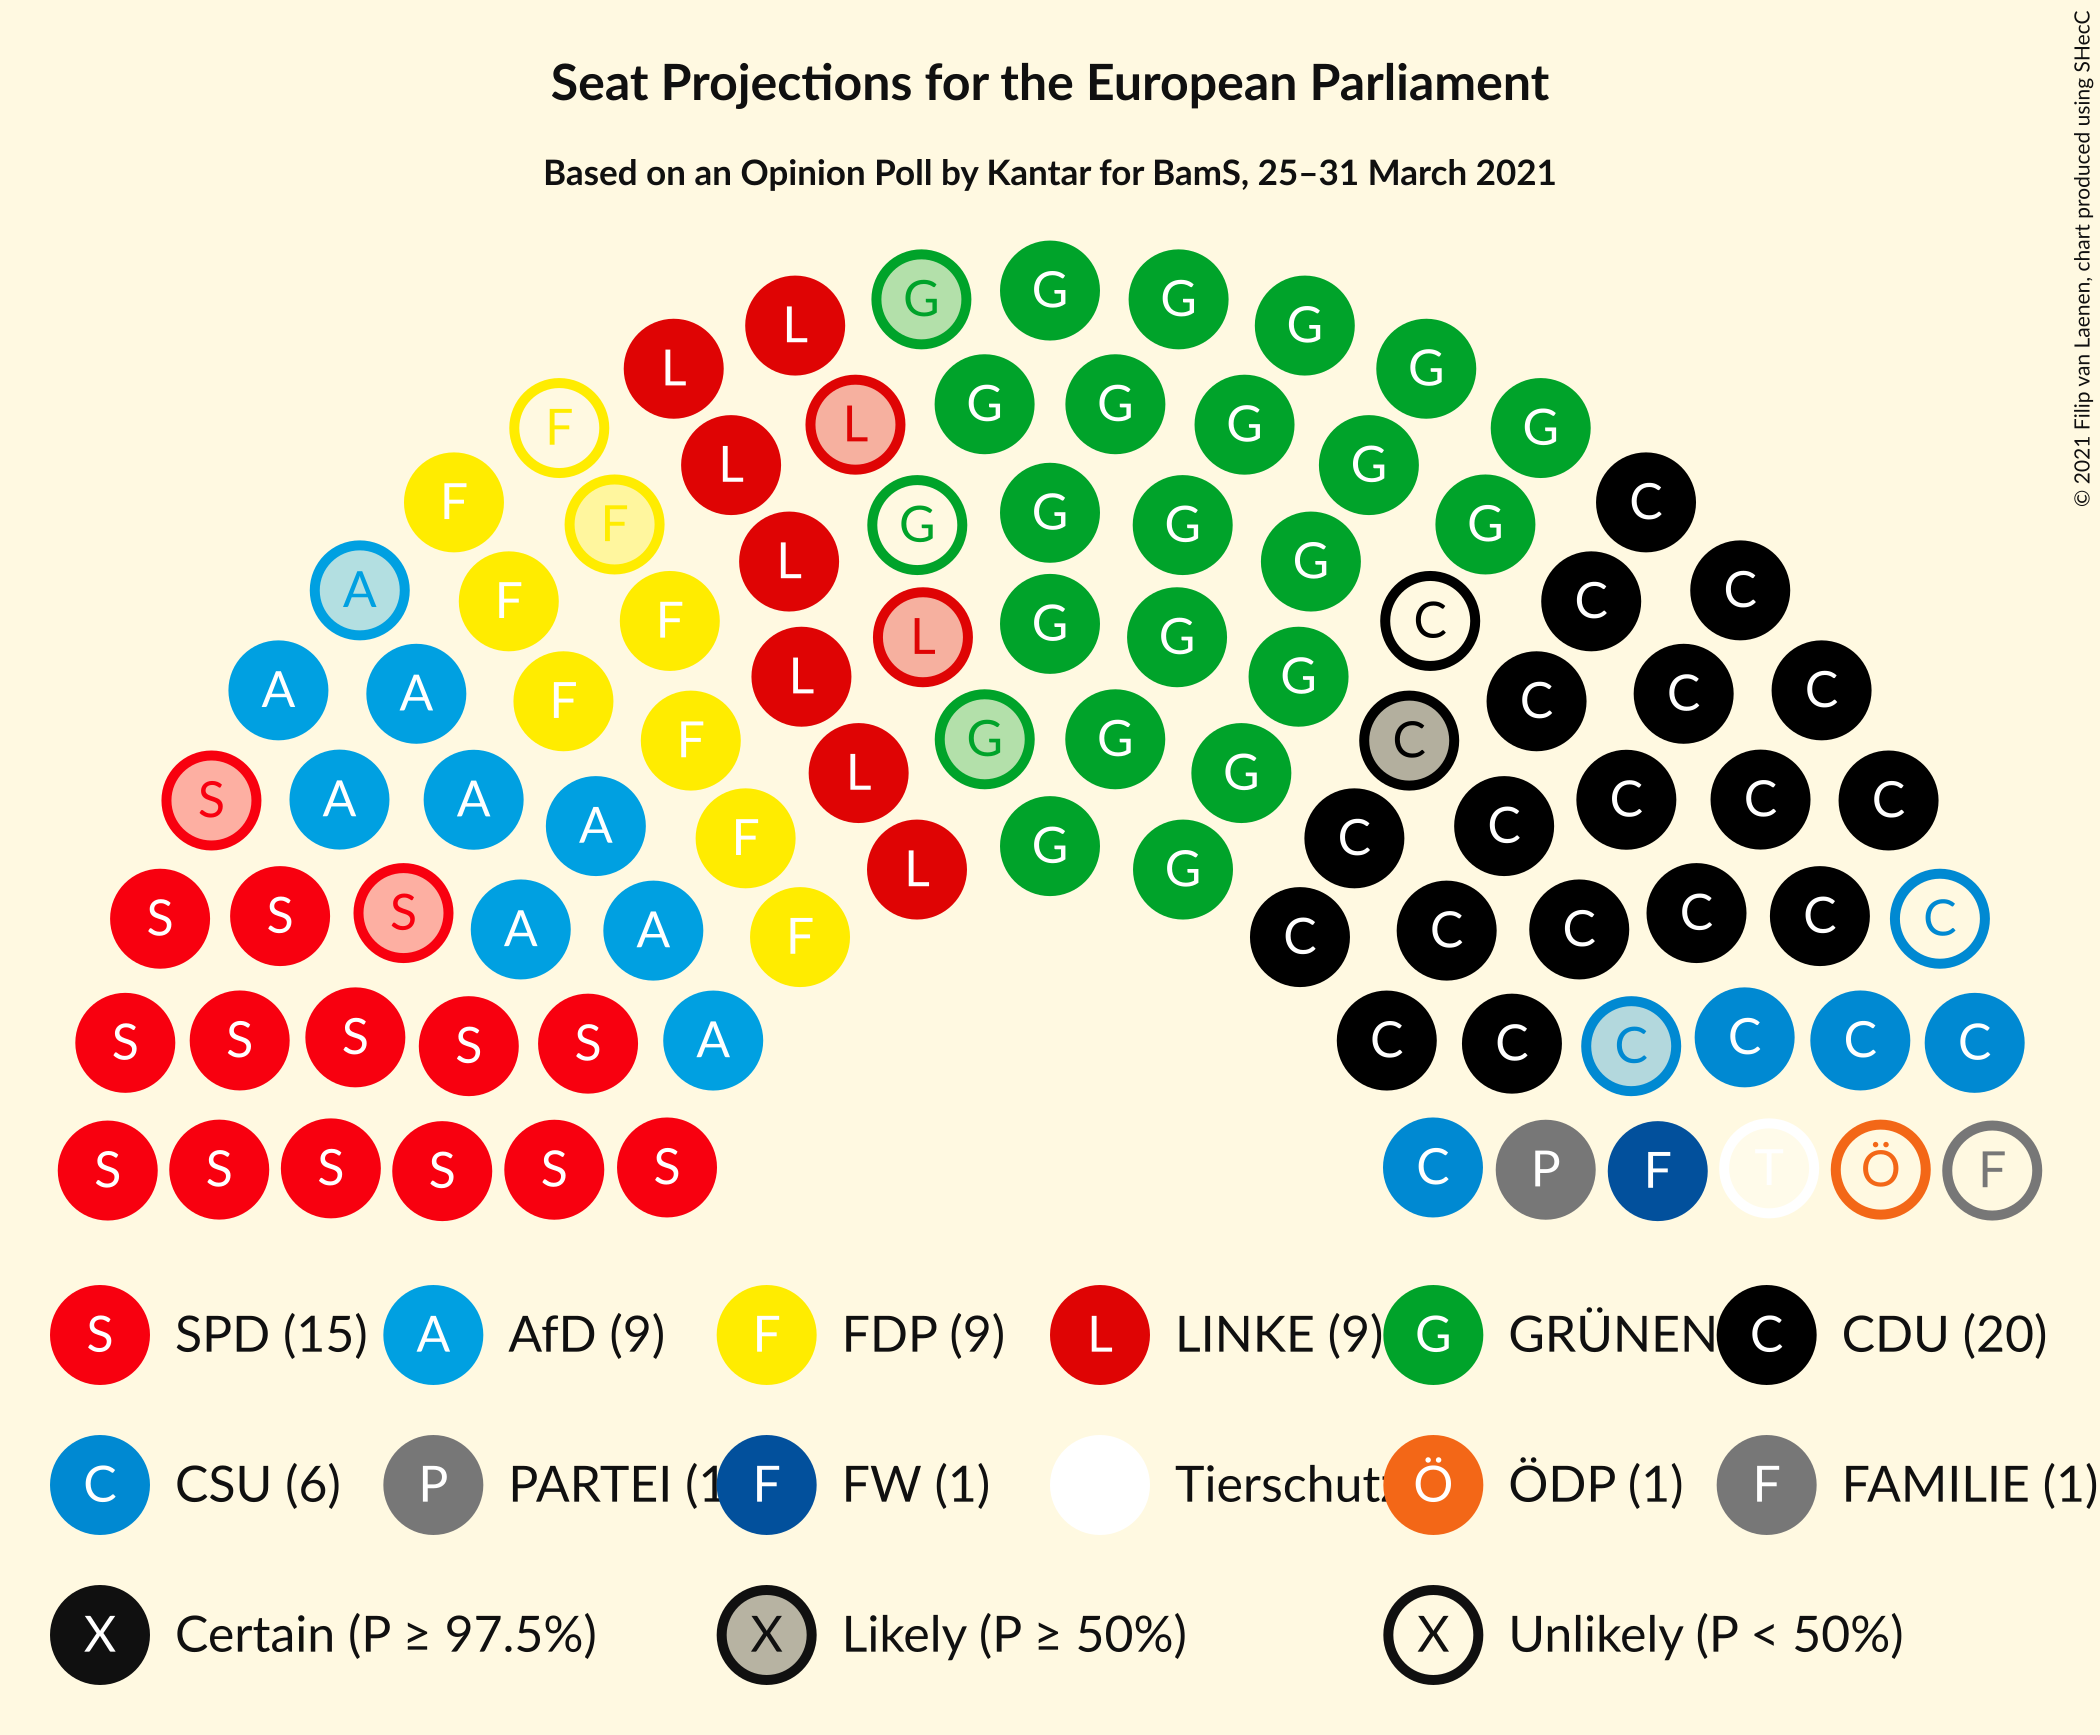 Seat Projections for the European Parliament
Based on an Opinion Poll by Kantar for BamS, 25–31 March 2021
© 2021 Filip van Laenen, chart produced using SHecC
G G G G
L L G
L G G G G
F L G
F F L G G G G C
A F F L L G G G C C C
A A F F L G G G C C C C C
S A A A F L G G C C C C C
S S S A A F C C C C C C
S S S S S A C C C C C C
S S S S S S C P F T Ö F
S SPD (15) A AfD (9) F FDP (9) L LINKE (9) G GRÜNEN C CDU (20)
C CSU (6) P PARTEI (1 F FW (1) Tierschutz Ö ÖDP (1) F FAMILIE (1)
X Certain (P ≥ 97.5%) X Likely (P ≥ 50%) X Unlikely (P < 50%)